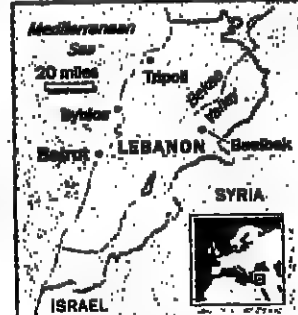 Mediterranean
Sea
20 miles
Tripoli
Bekaa
Valley
Byblos
Beirut
LEBANON
Baalbek
SYRIA
ISRAEL